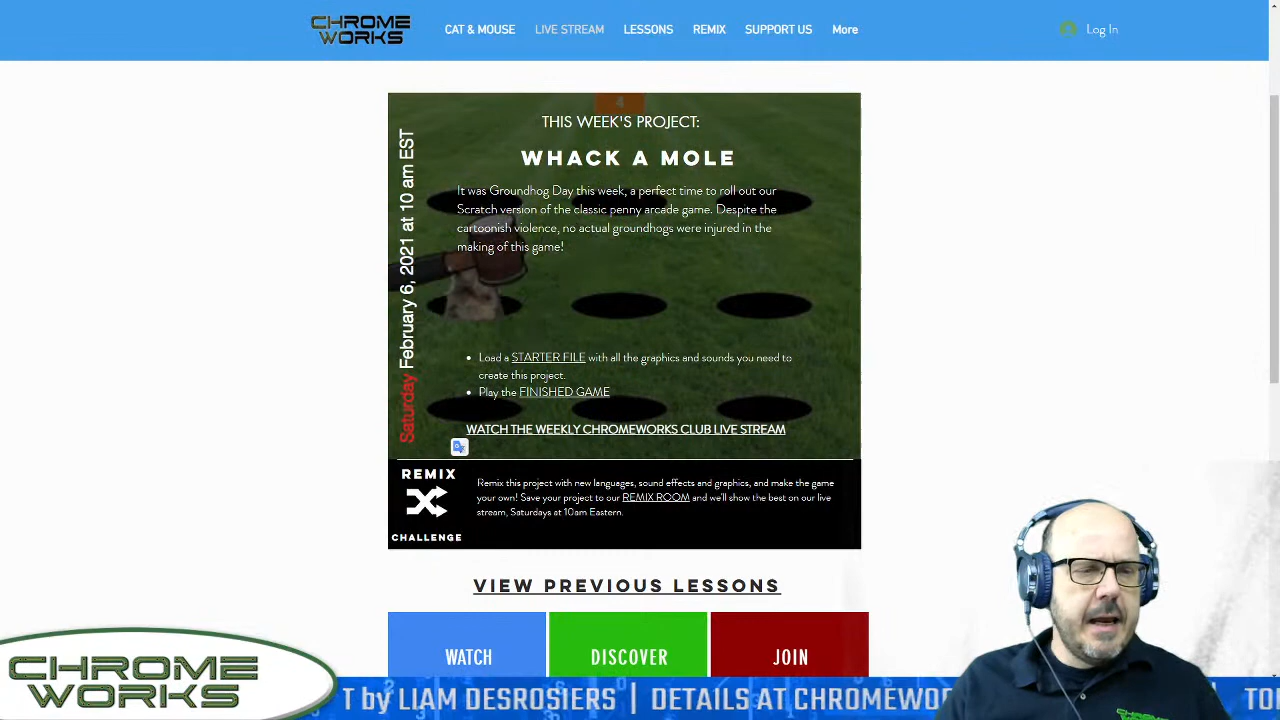 CHROME
WORKS
CAT & MOUSE
LIVE STREAM
LESSONS
REMIX
SUPPORT US
More
Log In
4
THIS WEEK'S PROJECT:
WHACK A MOLE
It was Groundhog Day this week, a perfect time to roll out our
Scratch version of the classic penny arcade game. Despite the
cartoonish violence, no actual groundhogs were injured in the
making of this game!
Saturday February 6, 2021 at 10 am EST
• Load a STARTER FILE with all the graphics and sounds you need to
create this project.
• Play the FINISHED GAME
WATCH THE WEEKLY CHROMEWORKS CLUB LIVE STREAM
REMIX
CHALLENGE
Remix this project with new languages, sound effects and graphics, and make the game
your own! Save your project to our REMIX ROOM and we'll show the best on our live
stream, Saturdays at 10am Eastern.
VIEW PREVIOUS LESSONS
WATCH
DISCOVER
JOIN
CHROME
WORKS
T by LIAM DESROSIERS | DETAILS AT CHROMEWO